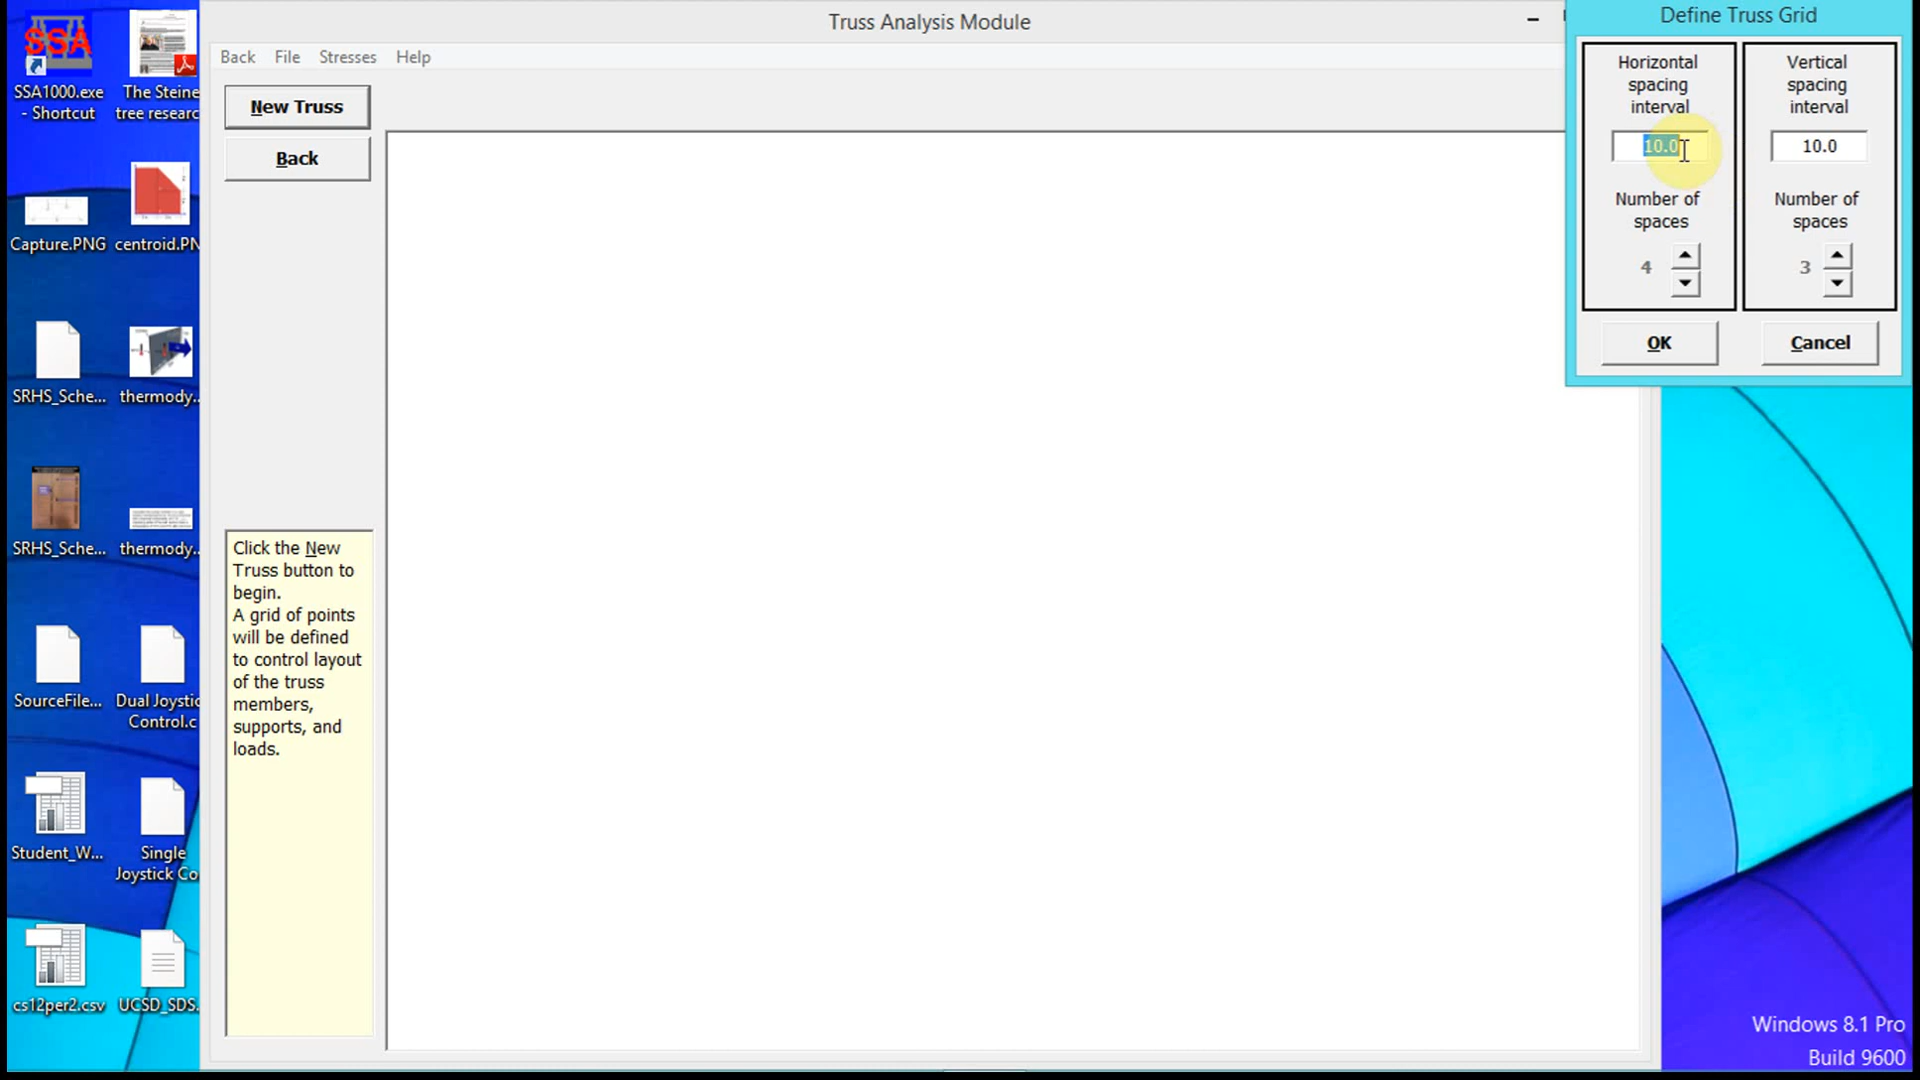 SSA
SSA1000.exe
- Shortcut
The Steine
tree researc
Capture.PNG
centroid.PN
SRHS_Sche...
thermody...
SRHS_Sche...
thermody...
SourceFile...
Dual Joystic
Control.c
Student_W...
Single
Joystick Co
cs12per2.csv
UCSD_SDS.
Truss Analysis Module
Back File Stresses Help
New Truss
Back
Click the New
Truss button to
begin.
A grid of points
will be defined
to control layout
of the truss
members,
supports, and
loads.
Define Truss Grid
Horizontal
spacing
interval
10.0
Number of
spaces
4
Vertical
spacing
interval
10.0
Number of
spaces
3
OK
Cancel
Windows 8.1 Pro
Build 9600